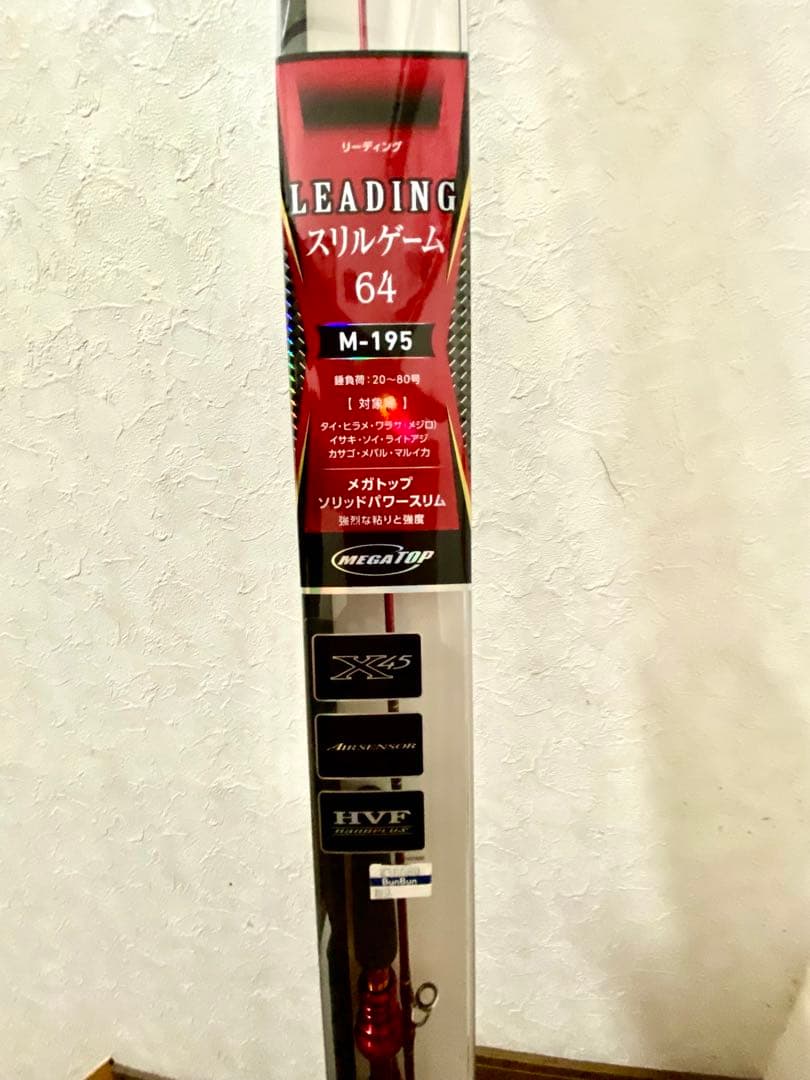 リーディング
LEADING
スリルゲーム
64
M-195
錘負荷：20〜80号
【 対象魚 】
タイ・ヒラメ・ワラサ(メジロ)
イサキ・ソイ・ライトアジ
カサゴ・メバル・マルイカ
メガトップ
ソリッドパワースリム
強烈な粘りと強度
MEGATOP
X45
AIRSENSOR
HVF
NANOPLUS
BunBun